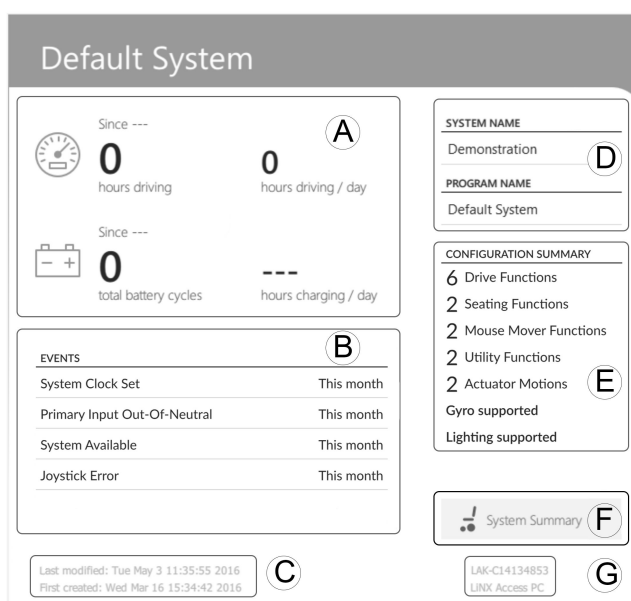 Default System
Since ---
A
0
0
hours driving
hours driving / day
Since ---
0
---
total battery cycles
hours charging / day
B
EVENTS
System Clock Set This month
Primary Input Out-Of-Neutral This month
System Available This month
Joystick Error This month
Last modified: Tue May 3 11:35:55 2016
First created: Wed Mar 16 15:34:42 2016
C
SYSTEM NAME
Demonstration
D
PROGRAM NAME
Default System
CONFIGURATION SUMMARY
6 Drive Functions
2 Seating Functions
2 Mouse Mover Functions
2 Utility Functions
2 Actuator Motions
E
Gyro supported
Lighting supported
System Summary
F
LAK-C14134853
LiNX Access PC
G